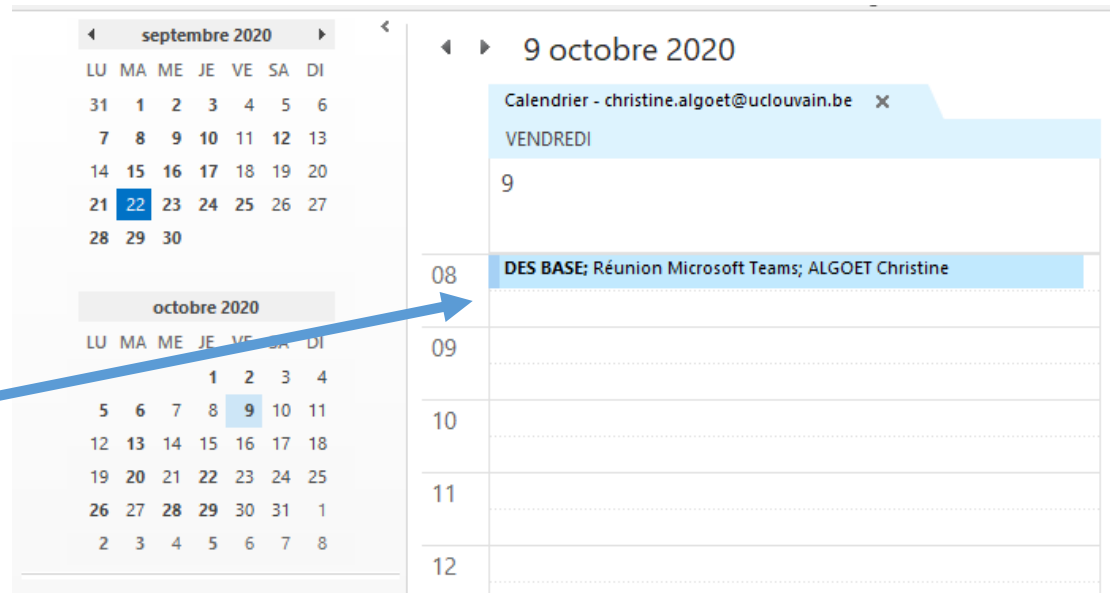 septembre 2020
LU MA ME JE VE SA DI
31 1 2 3 4 5 6
7 8 9 10 11 12 13
14 15 16 17 18 19 20
21 22 23 24 25 26 27
28 29 30
octobre 2020
LU MA ME JE VE SA DI
1 2 3 4
5 6 7 8 9 10 11
12 13 14 15 16 17 18
19 20 21 22 23 24 25
26 27 28 29 30 31 1
2 3 4 5 6 7 8
9 octobre 2020
Calendrier - christine.algoet@uclouvain.be
VENDREDI
9
08 DES BASE; Réunion Microsoft Teams; ALGOET Christine
09
10
11
12